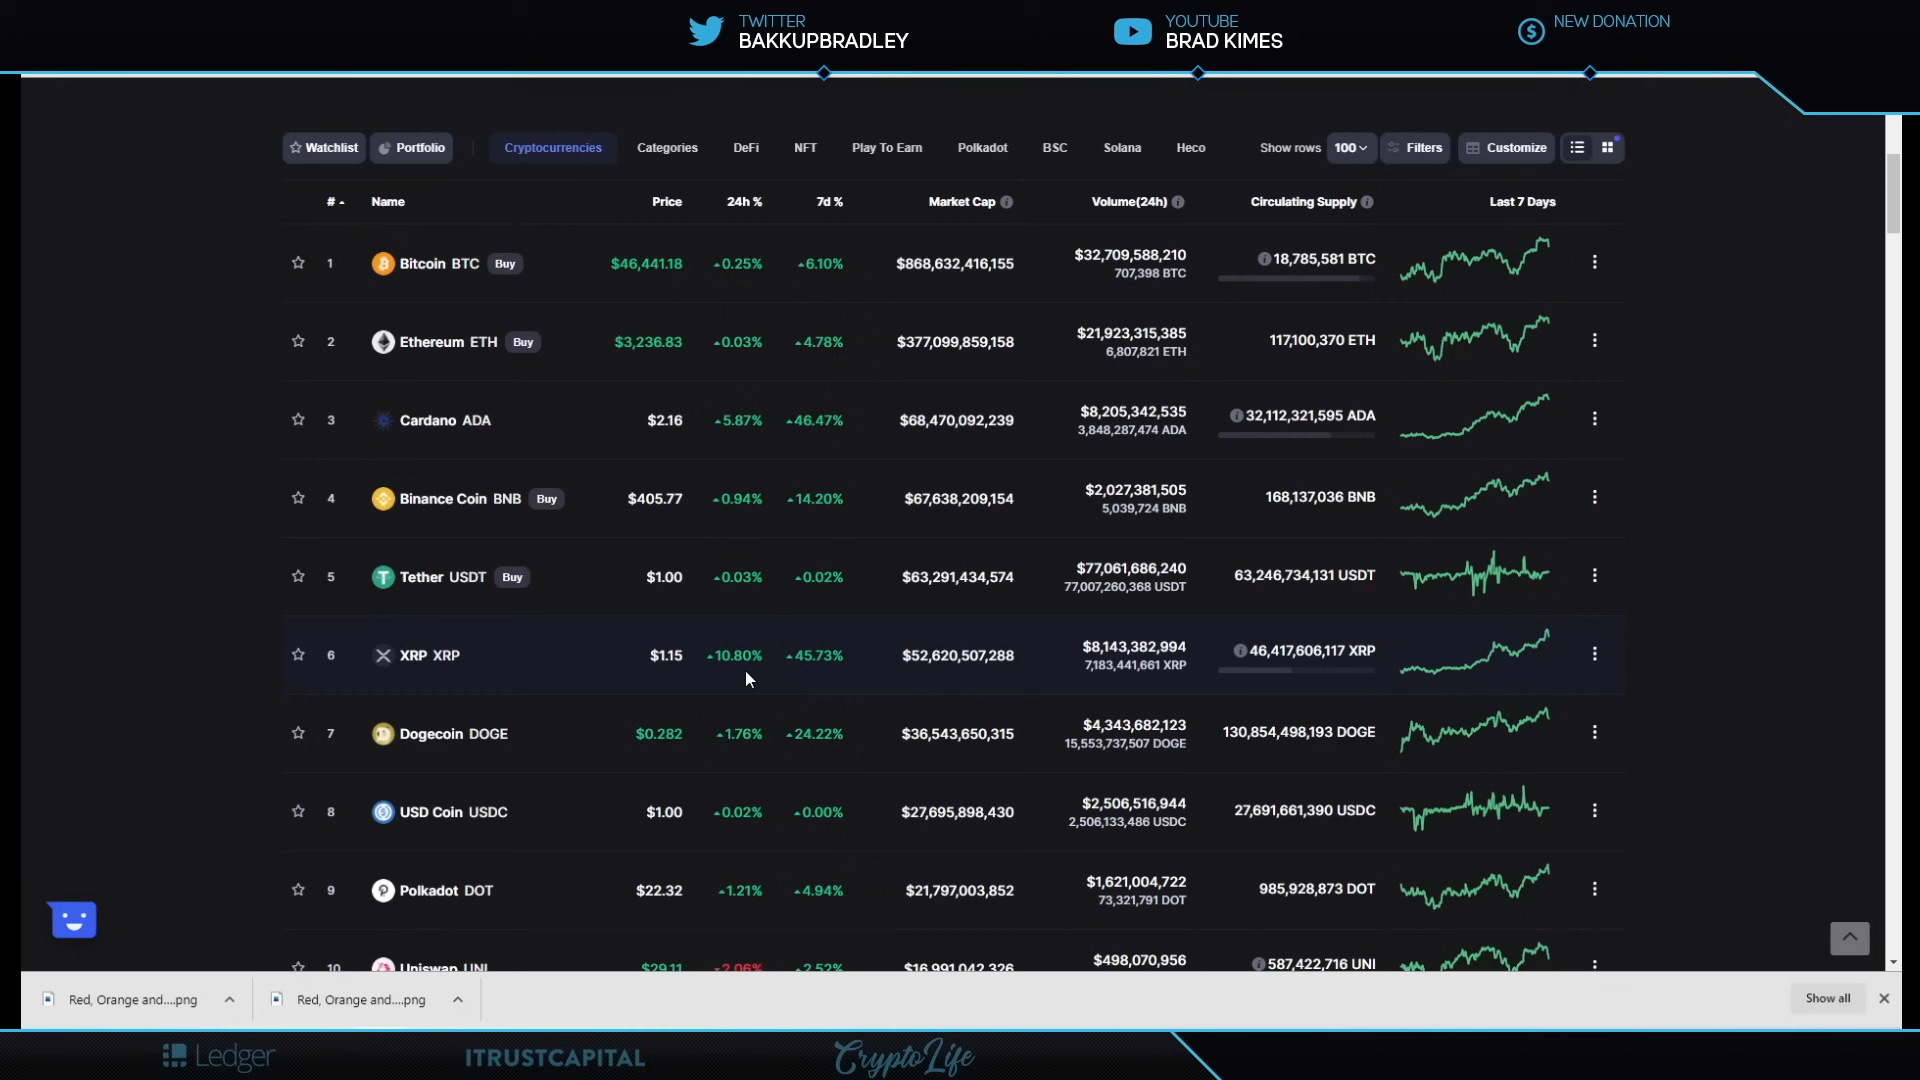 TWITTER
BAKKUPBRADLEY
YOUTUBE
BRAD KIMES
NEW DONATION
Watchlist Portfolio Cryptocurrencies Categories DeFi NFT Play To Earn Polkadot BSC Solana Heco Show rows 100 Filters Customize
# Name Price 24h % 7d % Market Cap Volume(24h) Circulating Supply Last 7 Days
1 Bitcoin BTC Buy $46,441.18 0.25% 6.10% $868,632,416,155 $32,709,588,210 18,785,581 BTC
707,398 BTC
2 Ethereum ETH Buy $3,236.83 0.03% 4.78% $377,099,859,158 $21,923,315,385 117,100,370 ETH
6,807,821 ETH
3 Cardano ADA $2.16 5.87% 46.47% $68,470,092,239 $8,205,342,535 32,112,321,595 ADA
3,848,287,474 ADA
4 Binance Coin BNB Buy $405.77 0.94% 14.20% $67,638,209,154 $2,027,381,505 168,137,036 BNB
5,039,724 BNB
5 Tether USDT Buy $1.00 0.03% 0.02% $63,291,434,574 $77,061,686,240 63,246,734,131 USDT
77,007,260,368 USDT
6 XRP XRP $1.15 10.80% 45.73% $52,620,507,288 $8,143,382,994 46,417,606,117 XRP
7,183,441,661 XRP
7 Dogecoin DOGE $0.282 1.76% 24.22% $36,543,650,315 $4,343,682,123 130,854,498,193 DOGE
15,553,737,507 DOGE
8 USD Coin USDC $1.00 0.02% 0.00% $27,695,898,430 $2,506,516,944 27,691,661,390 USDC
2,506,133,486 USDC
9 Polkadot DOT $22.32 1.21% 4.94% $21,797,003,852 $1,621,004,722 985,928,873 DOT
73,321,791 DOT
10 Uniswap UNI $29.11 2.06% 2.52% $16,991,042,326 $498,070,956 587,422,716 UNI
Red, Orange and....png Red, Orange and....png Show all
Ledger ITRUSTCAPITAL CryptoLife